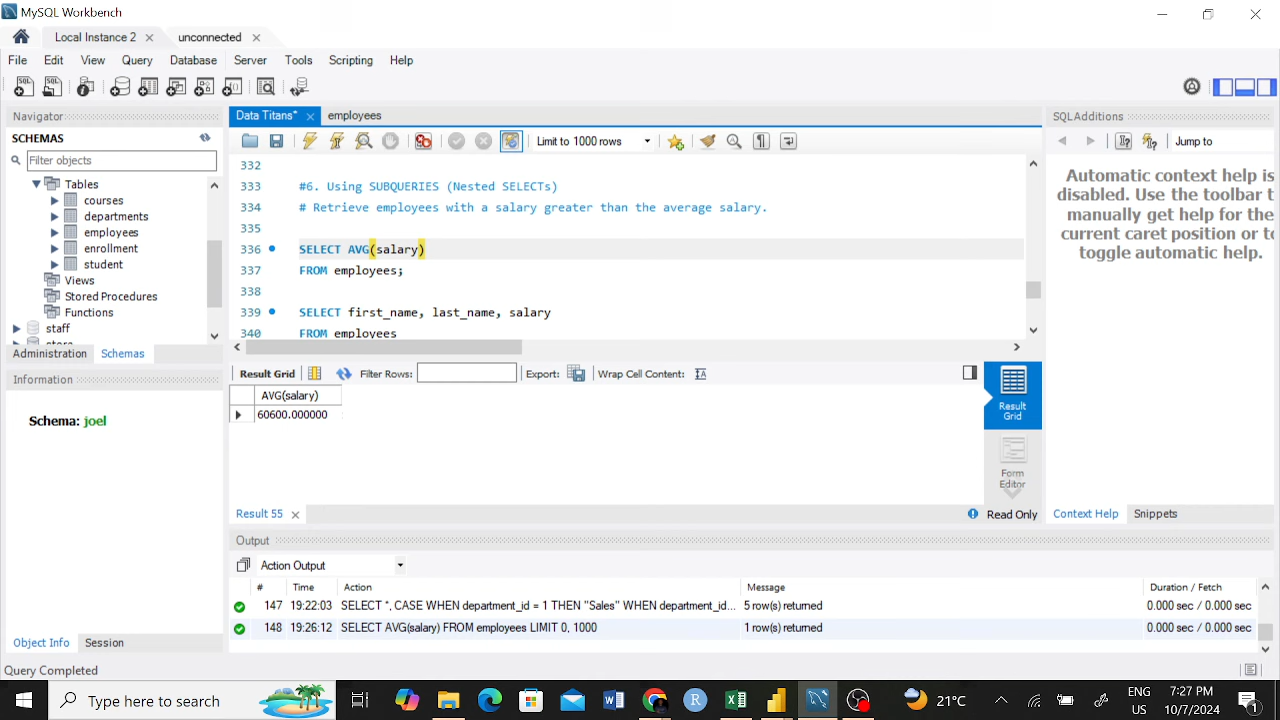 MySQL Workbench
Local Instance 2
unconnected
File Edit View Query Database Server Tools Scripting Help
Navigator
SCHEMAS
Filter objects
Tables
courses
departments
employees
enrollment
student
Views
Stored Procedures
Functions
staff
Administration Schemas
Information
Schema: joel
Object Info Session
Query Completed
Data Titans* employees
Limit to 1000 rows
332
333 #6. Using SUBQUERIES (Nested SELECTs)
334 # Retrieve employees with a salary greater than the average salary.
335
336 SELECT AVG(salary)
337 FROM employees;
338
339 SELECT first_name, last_name, salary
340 FROM employees
Result Grid Filter Rows: Export: Wrap Cell Content:
AVG(salary)
60600.000000
Result Grid
Form Editor
Result 55
Read Only
SQLAdditions
Jump to
Automatic context help is
disabled. Use the toolbar t
manually get help for the
current caret position or to
toggle automatic help.
Context Help Snippets
Output
Action Output
# Time Action Message Duration / Fetch
147 19:22:03 SELECT *, CASE WHEN department_id = 1 THEN "Sales" WHEN department_id... 5 row(s) returned 0.000 sec / 0.000 sec
148 19:26:12 SELECT AVG(salary) FROM employees LIMIT 0, 1000 1 row(s) returned 0.000 sec / 0.000 sec
Type here to search
21°C
ENG
US
7:27 PM
10/7/2024